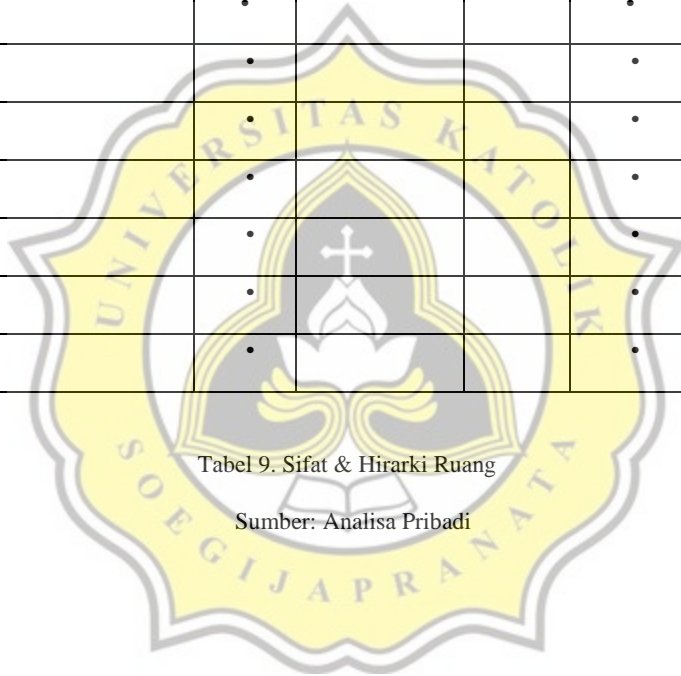 UNIVERSITAS KATOLIK
Tabel 9. Sifat & Hirarki Ruang
Sumber: Analisa Pribadi
SOEGIJAPRANATA